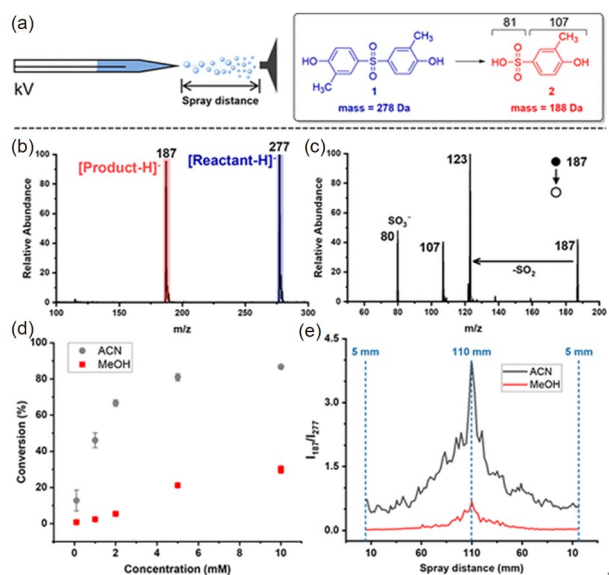 (a)
kV
Spray distance
HO
H₃C
O
S
O
CH₃
OH
1
mass = 278 Da
81
107
CH₃
O
HO-S
O
OH
2
mass = 188 Da
(b)
[Product-H]⁻
187
[Reactant-H]⁻
277
Relative Abundance
100
80
60
40
20
0
100
150
200
250
300
m/z
(c)
123
187
SO₃⁻
80
107
-SO₂
187
Relative Abundance
100
80
60
40
20
0
60
80
100
120
140
160
180
200
m/z
(d)
ACN
MeOH
Conversion (%)
100
80
60
40
20
0
0
2
4
6
8
10
Concentration (mM)
(e)
5 mm
110 mm
5 mm
ACN
MeOH
I₁₈₇/I₂₇₇
4.5
3.0
1.5
0.0
10
60
110
60
10
Spray distance (mm)